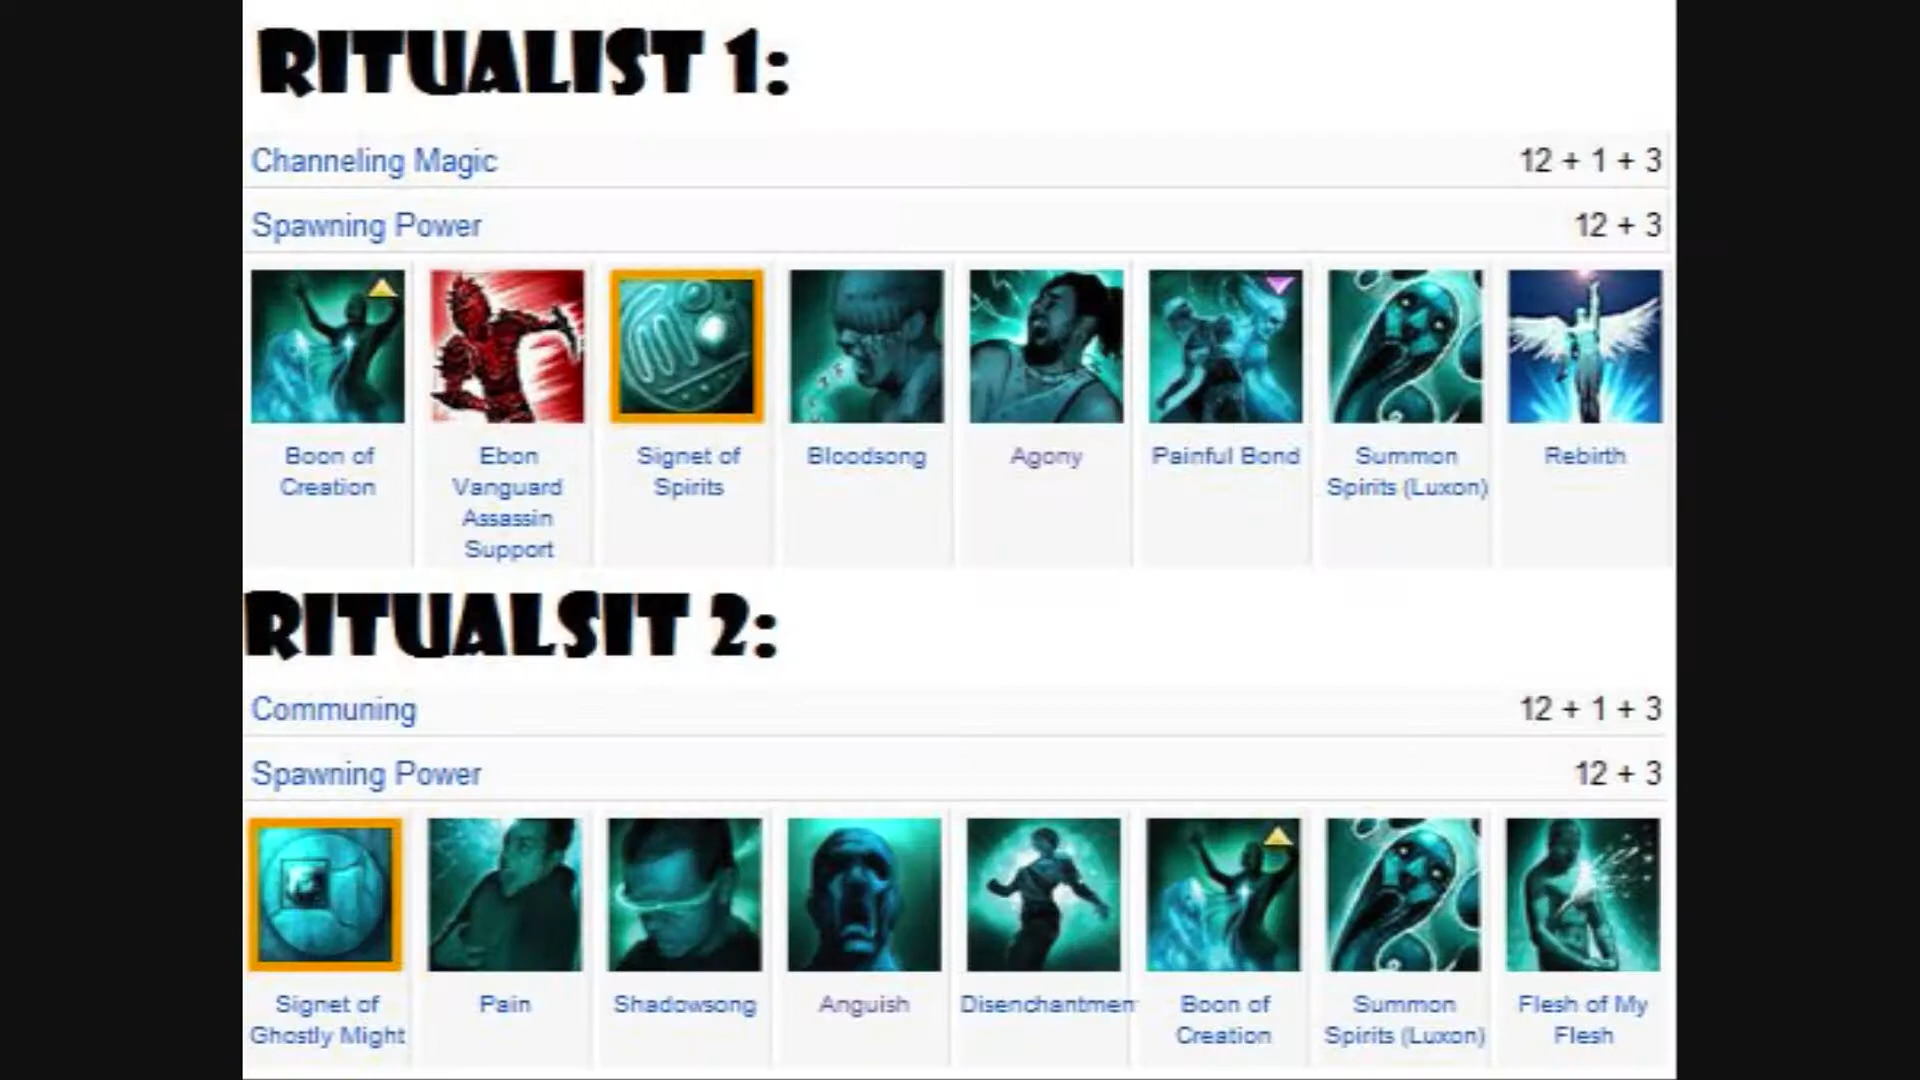 RITUALIST 1:
Channeling Magic 12 + 1 + 3
Spawning Power 12 + 3
Boon of Creation
Ebon Vanguard Assassin Support
Signet of Spirits
Bloodsong
Agony
Painful Bond
Summon Spirits (Luxon)
Rebirth
RITUALSIT 2:
Communing 12 + 1 + 3
Spawning Power 12 + 3
Signet of Ghostly Might
Pain
Shadowsong
Anguish
Disenchantmen
Boon of Creation
Summon Spirits (Luxon)
Flesh of My Flesh